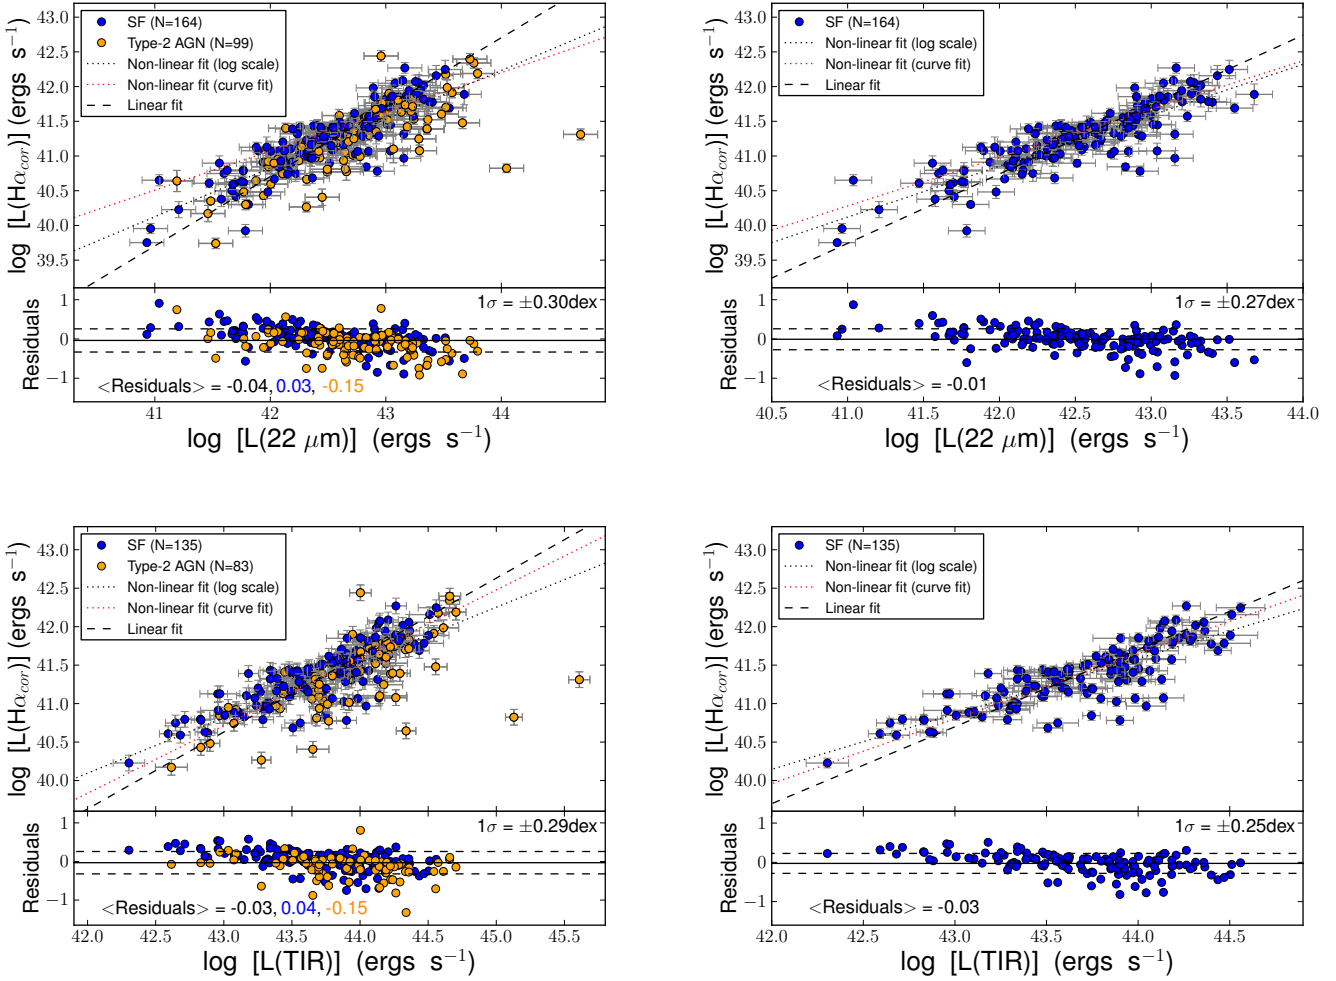 SF (N=164)
Type-2 AGN (N=99)
Non-linear fit (log scale)
Non-linear fit (curve fit)
Linear fit
log [L(Hα_cor)] (ergs s⁻¹)
43.0
42.5
42.0
41.5
41.0
40.5
40.0
39.5
1σ = ±0.30dex
Residuals
1
0
−1
<Residuals> = -0.04, 0.03, -0.15
41 42 43 44
log [L(22 μm)] (ergs s⁻¹)
SF (N=164)
Non-linear fit (log scale)
Non-linear fit (curve fit)
Linear fit
log [L(Hα_cor)] (ergs s⁻¹)
43.0
42.5
42.0
41.5
41.0
40.5
40.0
39.5
1σ = ±0.27dex
Residuals
1
0
−1
<Residuals> = -0.01
40.5 41.0 41.5 42.0 42.5 43.0 43.5 44.0
log [L(22 μm)] (ergs s⁻¹)
SF (N=135)
Type-2 AGN (N=83)
Non-linear fit (log scale)
Non-linear fit (curve fit)
Linear fit
log [L(Hα_cor)] (ergs s⁻¹)
43.0
42.5
42.0
41.5
41.0
40.5
40.0
1σ = ±0.29dex
Residuals
1
0
−1
<Residuals> = -0.03, 0.04, -0.15
42.0 42.5 43.0 43.5 44.0 44.5 45.0 45.5
log [L(TIR)] (ergs s⁻¹)
SF (N=135)
Non-linear fit (log scale)
Non-linear fit (curve fit)
Linear fit
log [L(Hα_cor)] (ergs s⁻¹)
43.0
42.5
42.0
41.5
41.0
40.5
40.0
1σ = ±0.25dex
Residuals
1
0
−1
<Residuals> = -0.03
42.0 42.5 43.0 43.5 44.0 44.5
log [L(TIR)] (ergs s⁻¹)